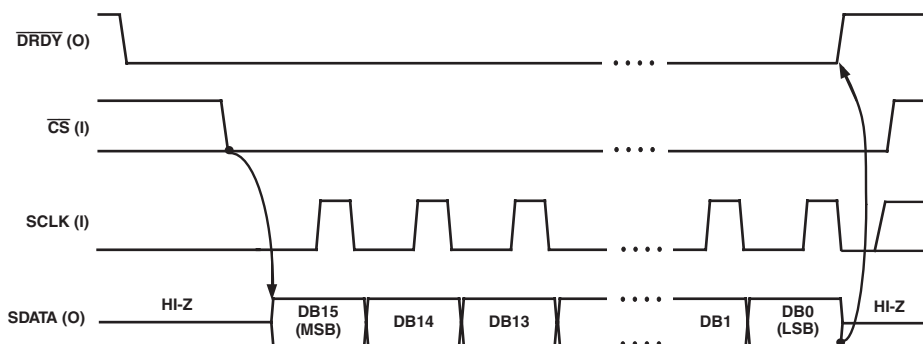 DRDY (O)
CS (I)
SCLK (I)
SDATA (O)
HI-Z
DB15
(MSB)
DB14
DB13
DB1
DB0
(LSB)
HI-Z